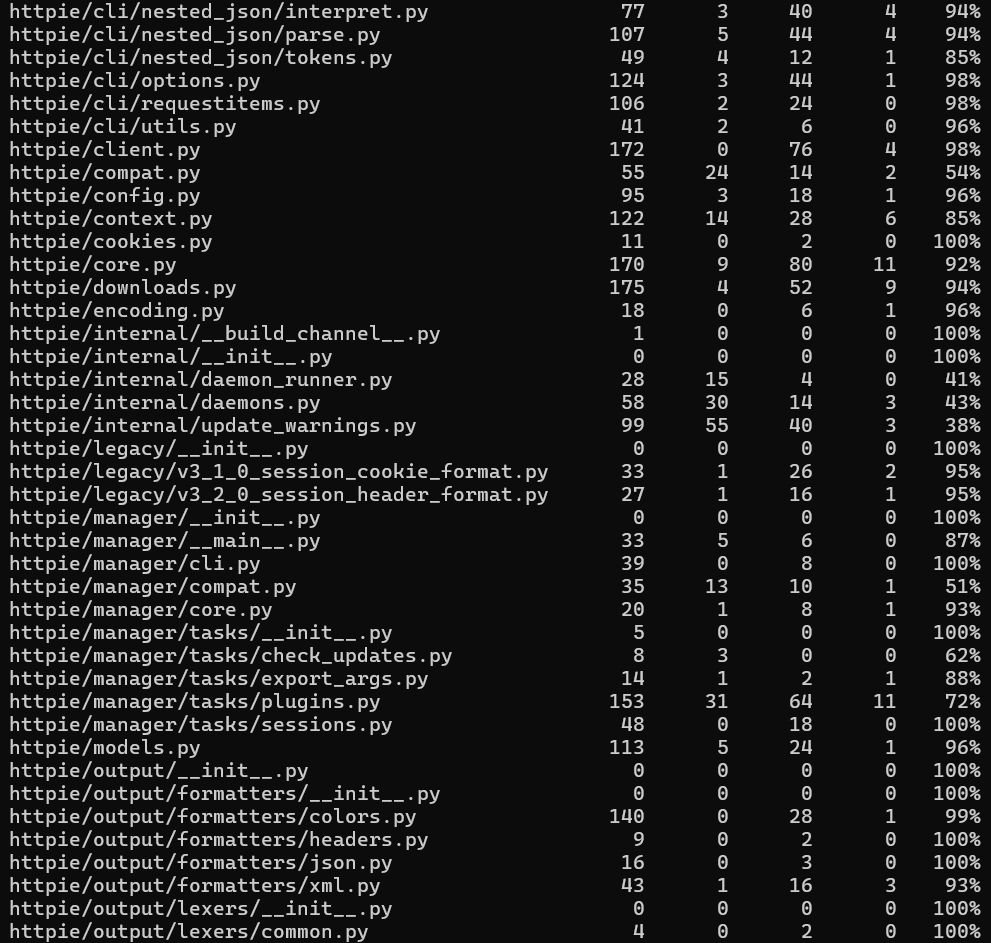 httpie/cli/nested_json/interpret.py 77 3 40 4 94%
httpie/cli/nested_json/parse.py 107 5 44 4 94%
httpie/cli/nested_json/tokens.py 49 4 12 1 85%
httpie/cli/options.py 124 3 44 1 98%
httpie/cli/requestitems.py 106 2 24 0 98%
httpie/cli/utils.py 41 2 6 0 96%
httpie/client.py 172 0 76 4 98%
httpie/compat.py 55 24 14 2 54%
httpie/config.py 95 3 18 1 96%
httpie/context.py 122 14 28 6 85%
httpie/cookies.py 11 0 2 0 100%
httpie/core.py 170 9 80 11 92%
httpie/downloads.py 175 4 52 9 94%
httpie/encoding.py 18 0 6 1 96%
httpie/internal/__build_channel__.py 1 0 0 0 100%
httpie/internal/__init__.py 0 0 0 0 100%
httpie/internal/daemon_runner.py 28 15 4 0 41%
httpie/internal/daemons.py 58 30 14 3 43%
httpie/internal/update_warnings.py 99 55 40 3 38%
httpie/legacy/__init__.py 0 0 0 0 100%
httpie/legacy/v3_1_0_session_cookie_format.py 33 1 26 2 95%
httpie/legacy/v3_2_0_session_header_format.py 27 1 16 1 95%
httpie/manager/__init__.py 0 0 0 0 100%
httpie/manager/__main__.py 33 5 6 0 87%
httpie/manager/cli.py 39 0 8 0 100%
httpie/manager/compat.py 35 13 10 1 51%
httpie/manager/core.py 20 1 8 1 93%
httpie/manager/tasks/__init__.py 5 0 0 0 100%
httpie/manager/tasks/check_updates.py 8 3 0 0 62%
httpie/manager/tasks/export_args.py 14 1 2 1 88%
httpie/manager/tasks/plugins.py 153 31 64 11 72%
httpie/manager/tasks/sessions.py 48 0 18 0 100%
httpie/models.py 113 5 24 1 96%
httpie/output/__init__.py 0 0 0 0 100%
httpie/output/formatters/__init__.py 0 0 0 0 100%
httpie/output/formatters/colors.py 140 0 28 1 99%
httpie/output/formatters/headers.py 9 0 2 0 100%
httpie/output/formatters/json.py 16 0 3 0 100%
httpie/output/formatters/xml.py 43 1 16 3 93%
httpie/output/lexers/__init__.py 0 0 0 0 100%
httpie/output/lexers/common.py 4 0 2 0 100%